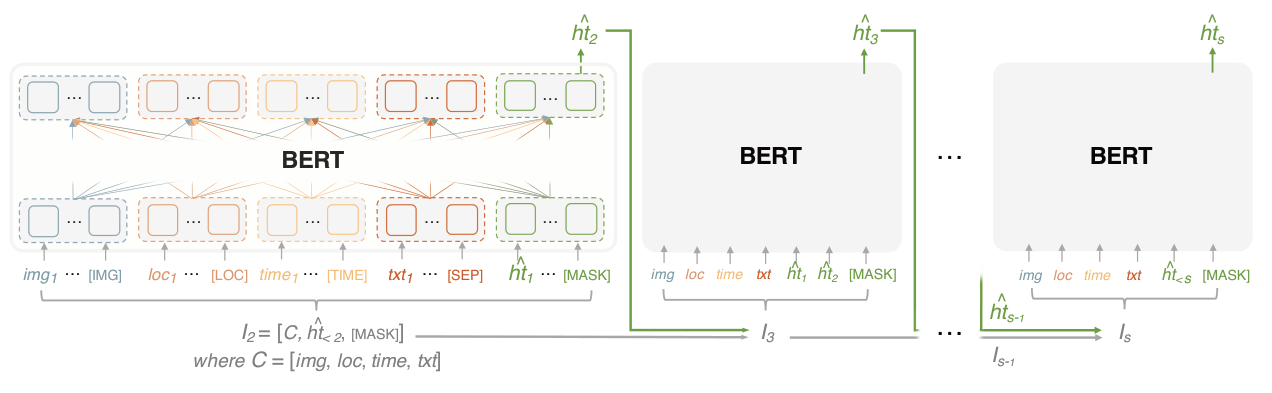 ĥt₂ ĥt₃ ĥtₛ
... ... ... ... ...
BERT BERT ... BERT
... ... ... ... ...
img₁ ... [IMG] loc₁ ... [LOC] time₁ ... [TIME] txt₁ ... [SEP] ĥt₁ ... [MASK] img loc time txt ĥt₁ ĥt₂ [MASK] img loc time txt ĥt<s [MASK]
ĥts-1
I₂ = [C, ĥt<2, [MASK]] I₃ ... Iₛ
where C = [img, loc, time, txt] Is-1